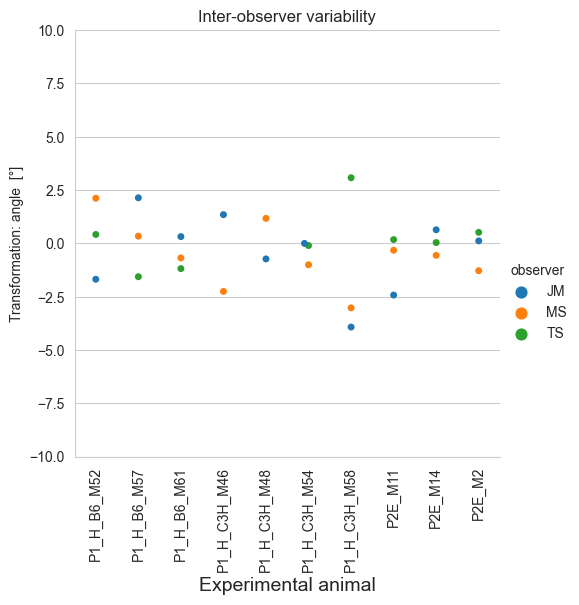 Inter-observer variability
Transformation: angle  [°]
10.0
7.5
5.0
2.5
0.0
−2.5
−5.0
−7.5
−10.0
observer
JM
MS
TS
P1_H_B6_M52
P1_H_B6_M57
P1_H_B6_M61
P1_H_C3H_M46
P1_H_C3H_M48
P1_H_C3H_M54
P1_H_C3H_M58
P2E_M11
P2E_M14
P2E_M2
Experimental animal